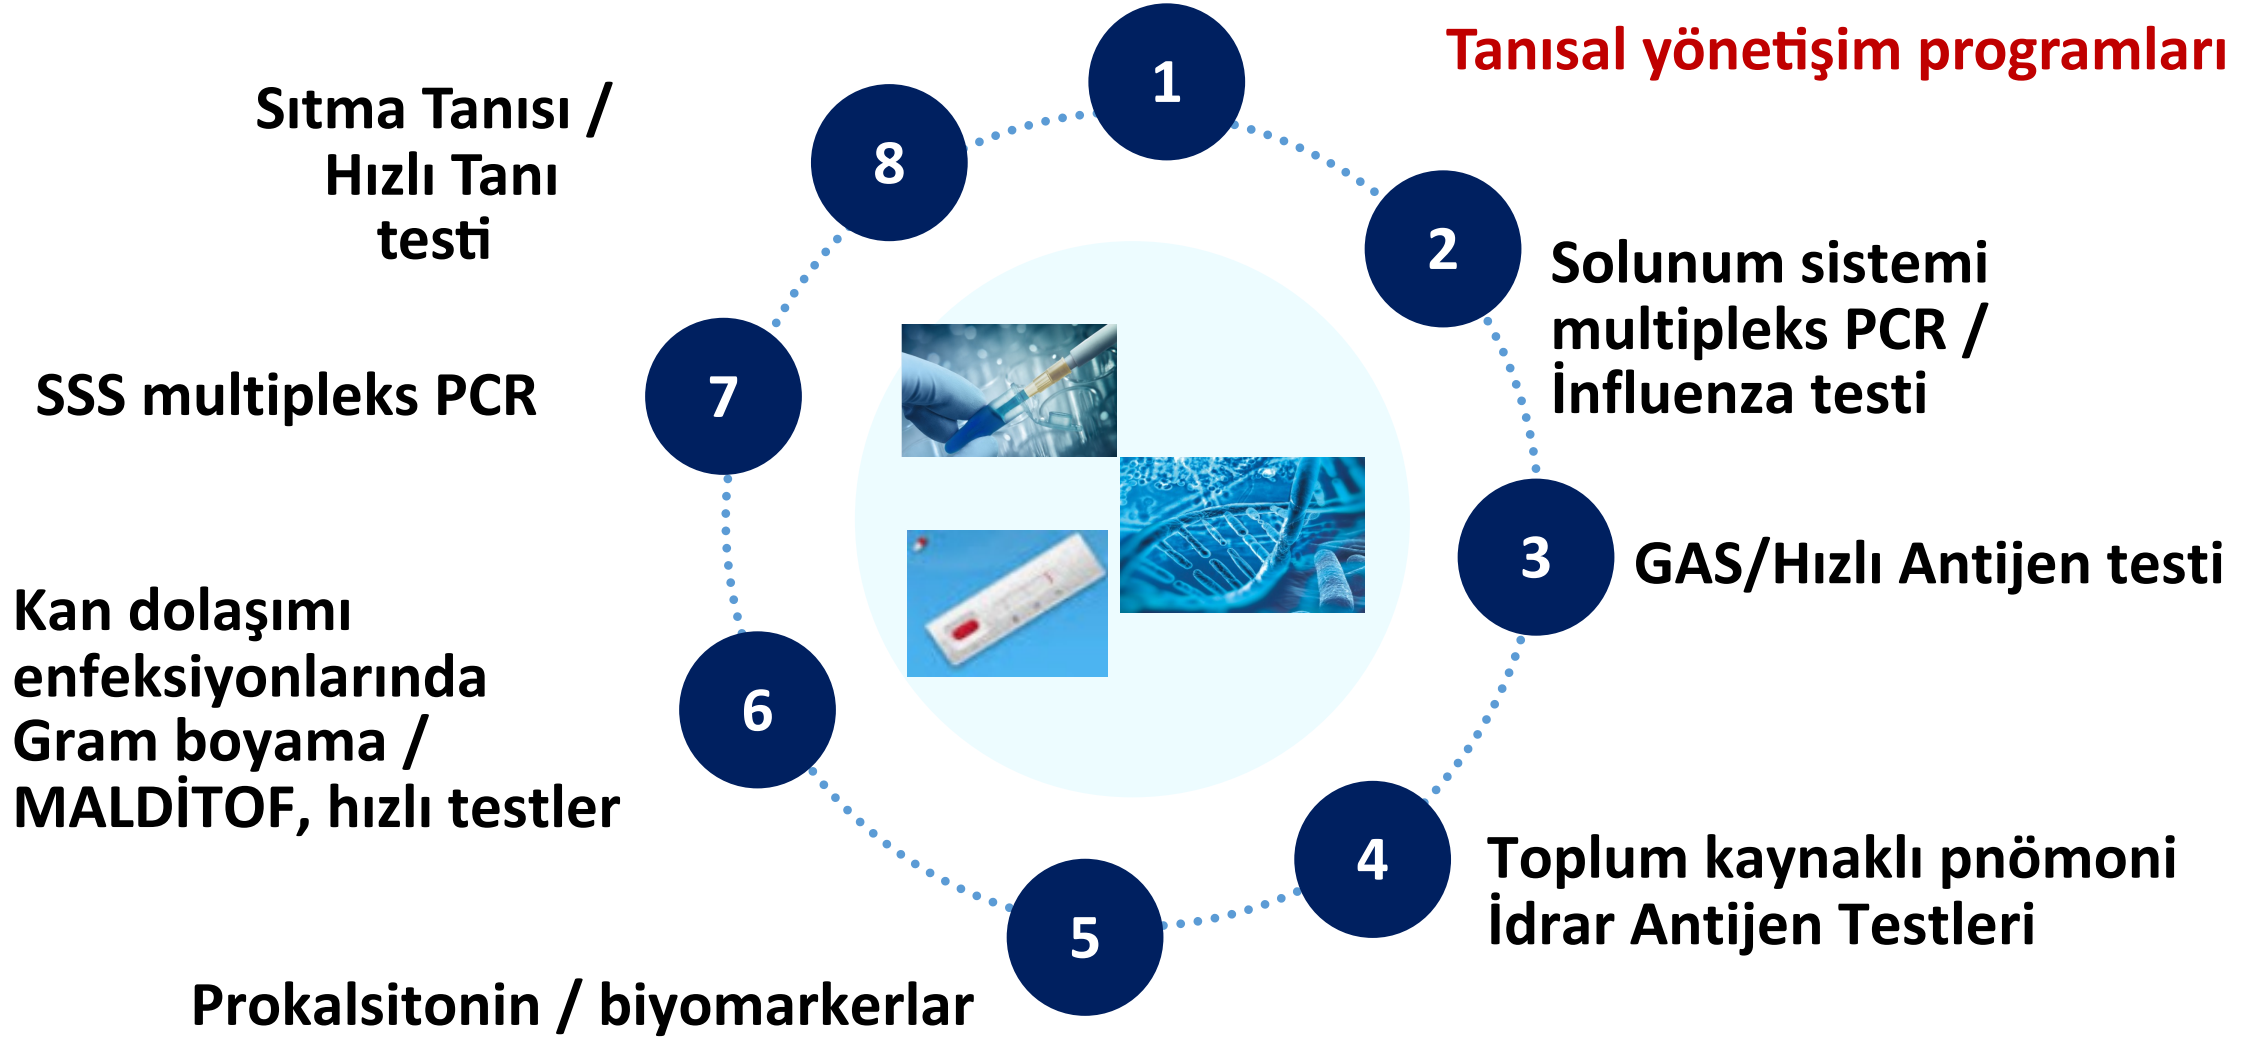 1
Tanısal yönetişim programları
2
Solunum sistemi
multipleks PCR /
İnfluenza testi
3
GAS/Hızlı Antijen testi
4
Toplum kaynaklı pnömoni
İdrar Antijen Testleri
5
Prokalsitonin / biyomarkerlar
6
Kan dolaşımı
enfeksiyonlarında
Gram boyama /
MALDİTOF, hızlı testler
7
SSS multipleks PCR
8
Sıtma Tanısı /
Hızlı Tanı
testi